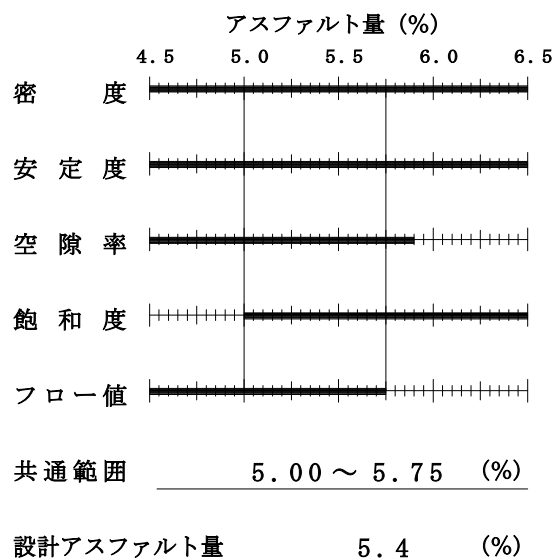 アスファルト量 (%)
4.5 5.0 5.5 6.0 6.5
密度
安定度
空隙率
飽和度
フロー値
共通範囲 5.00～5.75 (%)
設計アスファルト量 5.4 (%)